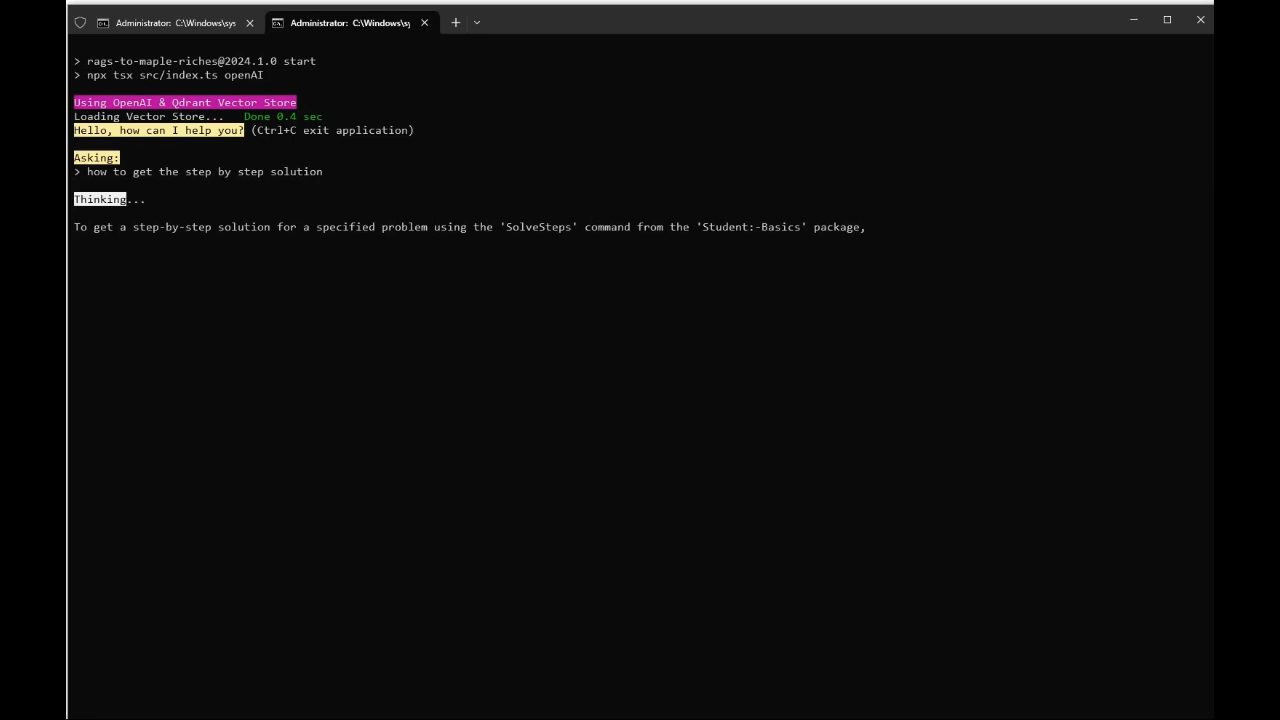 Administrator: C:\Windows\sys
Administrator: C:\Windows\sy
> rags-to-maple-riches@2024.1.0 start
> npx tsx src/index.ts openAI
Using OpenAI & Qdrant Vector Store
Loading Vector Store... Done 0.4 sec
Hello, how can I help you? (Ctrl+C exit application)
Asking:
> how to get the step by step solution
Thinking...
To get a step-by-step solution for a specified problem using the 'SolveSteps' command from the 'Student:-Basics' package,